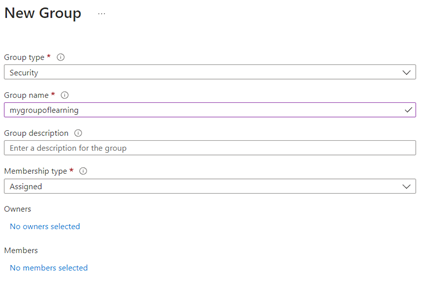 New Group ...
Group type *
Security
Group name *
mygroupoflearning
Group description
Enter a description for the group
Membership type *
Assigned
Owners
No owners selected
Members
No members selected